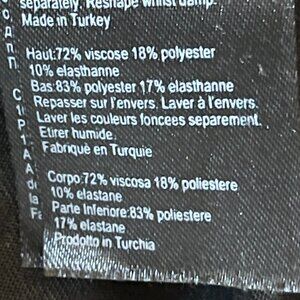 separately. Reshape whilst damp.
Made in Turkey
Haut:72% viscose 18% polyester
10% elasthanne
Bas:83% polyester 17% elasthanne
Repasser sur l'envers. Laver à l'envers.
Laver les couleurs foncees separement.
Etirer humide.
Fabriqué en Turquie
Corpo:72% viscosa 18% poliestere
10% elastane
Parte Inferiore:83% poliestere
17% elastane
Prodotto in Turchia